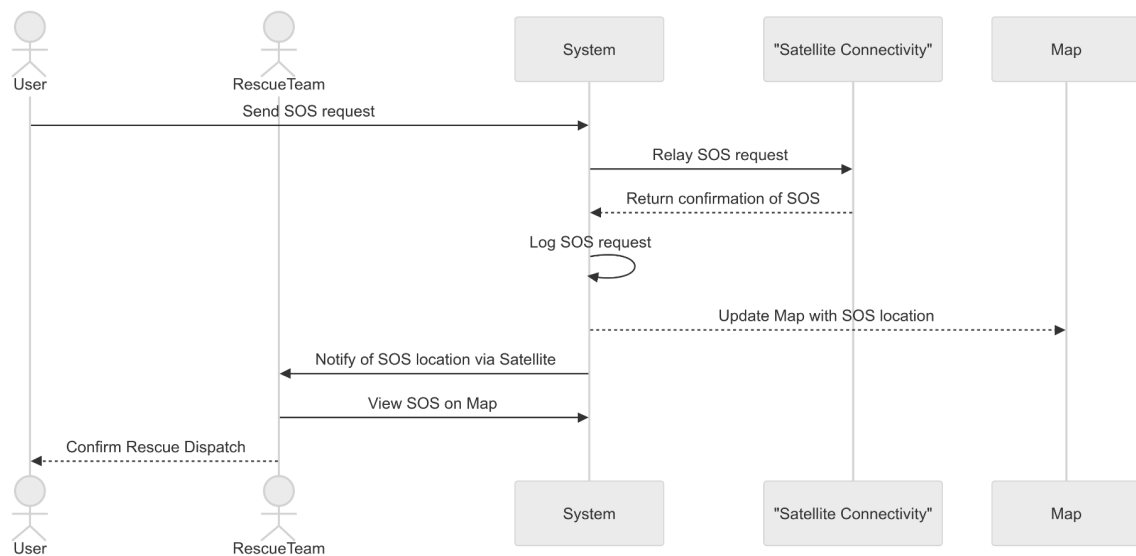 User
RescueTeam
System
"Satellite Connectivity"
Map
Send SOS request
Relay SOS request
Return confirmation of SOS
Log SOS request
Update Map with SOS location
Notify of SOS location via Satellite
View SOS on Map
Confirm Rescue Dispatch
User
RescueTeam
System
"Satellite Connectivity"
Map